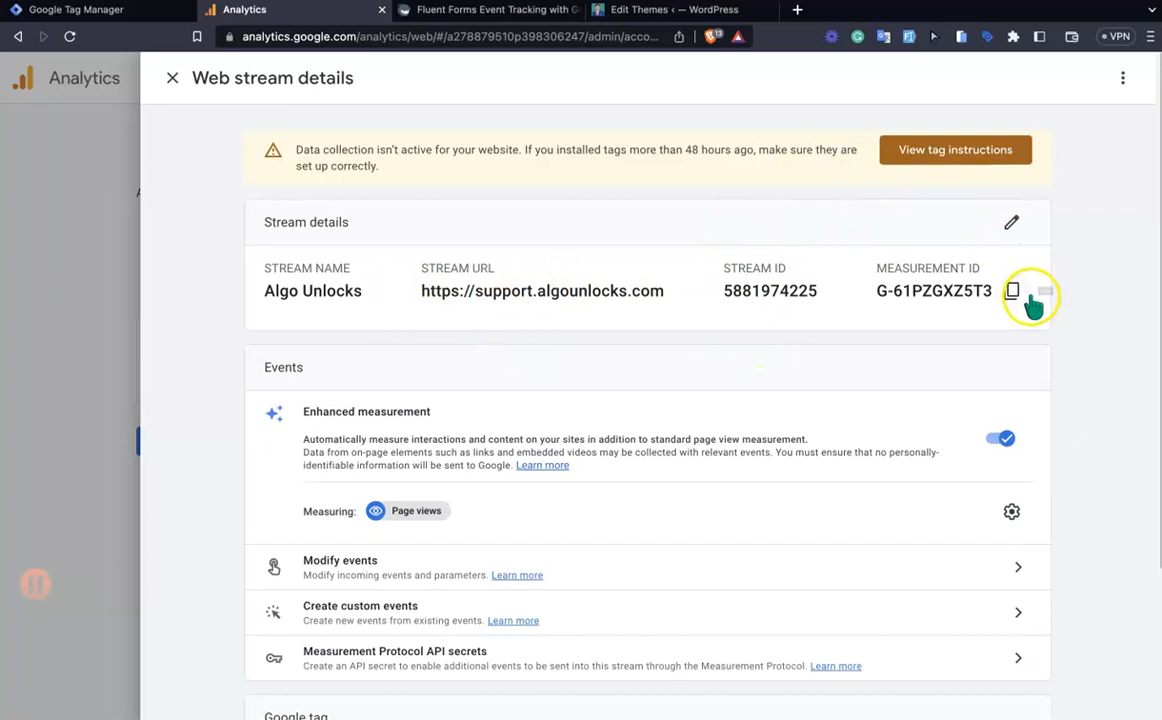 Google Tag Manager
Analytics
Fluent Forms Event Tracking with G
Edit Themes ‹ — WordPress
analytics.google.com/analytics/web/#/a278879510p398306247/admin/acco...
13
VPN
Analytics
Web stream details
Data collection isn't active for your website. If you installed tags more than 48 hours ago, make sure they are
set up correctly.
View tag instructions
Stream details
STREAM NAME
STREAM URL
STREAM ID
MEASUREMENT ID
Algo Unlocks
https://support.algounlocks.com
5881974225
G-61PZGXZ5T3
Events
Enhanced measurement
Automatically measure interactions and content on your sites in addition to standard page view measurement.
Data from on-page elements such as links and embedded videos may be collected with relevant events. You must ensure that no personally-
identifiable information will be sent to Google. Learn more
Measuring:
Page views
Modify events
Modify incoming events and parameters. Learn more
Create custom events
Create new events from existing events. Learn more
Measurement Protocol API secrets
Create an API secret to enable additional events to be sent into this stream through the Measurement Protocol. Learn more
Google tag